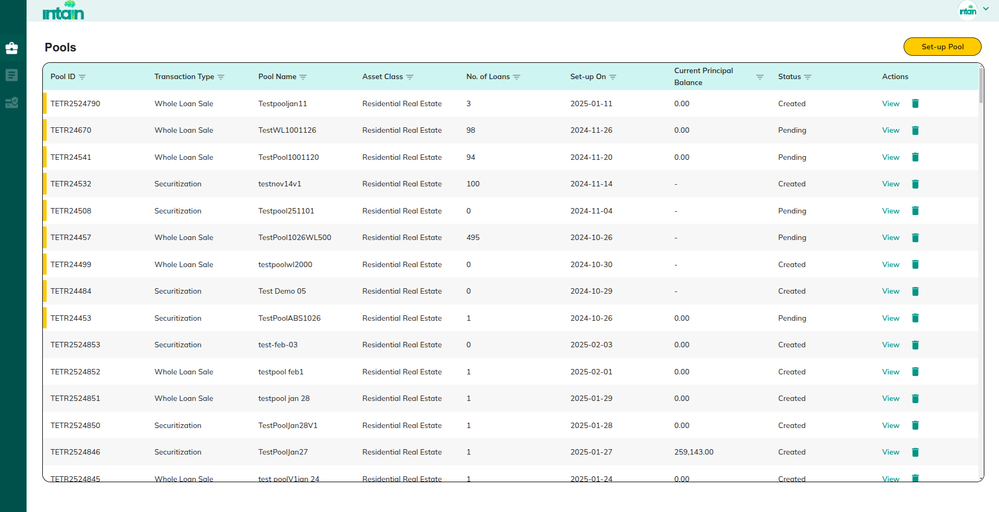 intain
intain
Pools
Set-up Pool
Pool ID Transaction Type Pool Name Asset Class No. of Loans Set-up On Current Principal Balance Status Actions
TETR2524790 Whole Loan Sale Testpooljan11 Residential Real Estate 3 2025-01-11 0.00 Created View
TETR24670 Whole Loan Sale TestWL1001126 Residential Real Estate 98 2024-11-26 0.00 Pending View
TETR24541 Whole Loan Sale TestPool1001120 Residential Real Estate 94 2024-11-20 0.00 Pending View
TETR24532 Securitization testnov14v1 Residential Real Estate 100 2024-11-14 - Created View
TETR24508 Securitization Testpool251101 Residential Real Estate 0 2024-11-04 - Pending View
TETR24457 Whole Loan Sale TestPool1026WL500 Residential Real Estate 495 2024-10-26 - Pending View
TETR24499 Whole Loan Sale testpoolwl2000 Residential Real Estate 0 2024-10-30 - Created View
TETR24484 Securitization Test Demo 05 Residential Real Estate 0 2024-10-29 - Created View
TETR24453 Securitization TestPoolABS1026 Residential Real Estate 1 2024-10-26 0.00 Pending View
TETR2524853 Securitization test-feb-03 Residential Real Estate 0 2025-02-03 0.00 Created View
TETR2524852 Whole Loan Sale testpool feb1 Residential Real Estate 1 2025-02-01 0.00 Created View
TETR2524851 Whole Loan Sale testpool jan 28 Residential Real Estate 1 2025-01-29 0.00 Created View
TETR2524850 Securitization TestPoolJan28V1 Residential Real Estate 1 2025-01-28 0.00 Created View
TETR2524846 Securitization TestPoolJan27 Residential Real Estate 1 2025-01-27 259,143.00 Created View
TETR2524845 Whole Loan Sale test poolV1jan 24 Residential Real Estate 1 2025-01-24 0.00 Created View